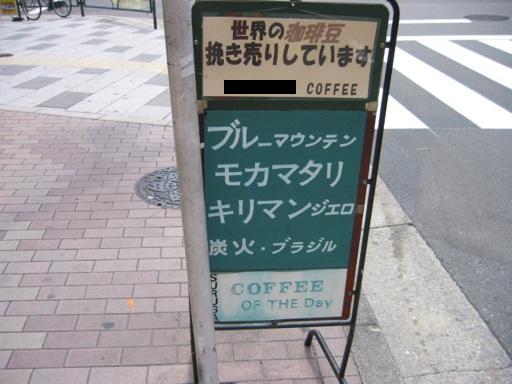 世界の珈琲豆
挽き売りしています
COFFEE
ブルーマウンテン
モカマタリ
キリマンジェロ
炭火・ブラジル
SURUGA
COFFEE
OF THE Day